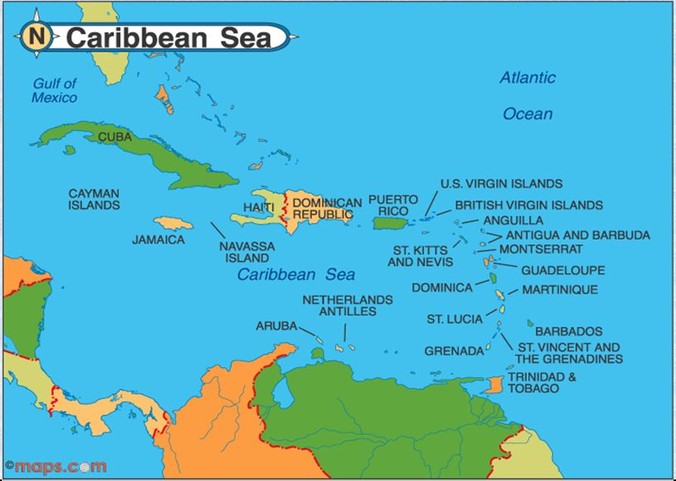 N Caribbean Sea
Gulf of
Mexico
Atlantic
Ocean
CUBA
CAYMAN
ISLANDS
JAMAICA
HAITI
NAVASSA
ISLAND
DOMINICAN
REPUBLIC
PUERTO
RICO
U.S. VIRGIN ISLANDS
BRITISH VIRGIN ISLANDS
ANGUILLA
ANTIGUA AND BARBUDA
MONTSERRAT
ST. KITTS
AND NEVIS
GUADELOUPE
DOMINICA
MARTINIQUE
Caribbean Sea
NETHERLANDS
ANTILLES
ARUBA
ST. LUCIA
BARBADOS
GRENADA
ST. VINCENT AND
THE GRENADINES
TRINIDAD &
TOBAGO
©maps.com